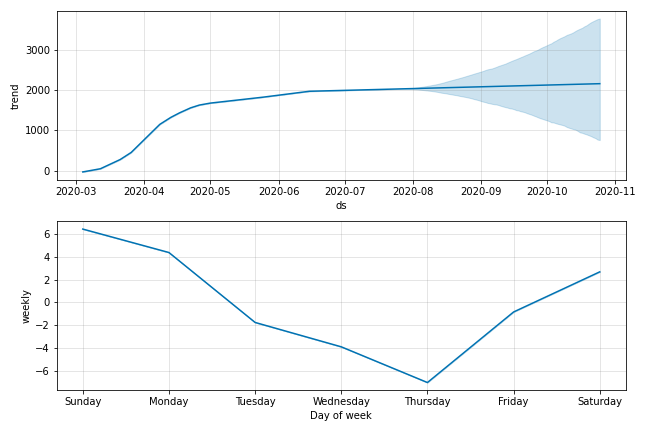 3000
2000
1000
0
trend
2020-03 2020-04 2020-05 2020-06 2020-07 2020-08 2020-09 2020-10 2020-11
ds
6
4
2
0
−2
−4
−6
weekly
Sunday Monday Tuesday Wednesday Thursday Friday Saturday
Day of week